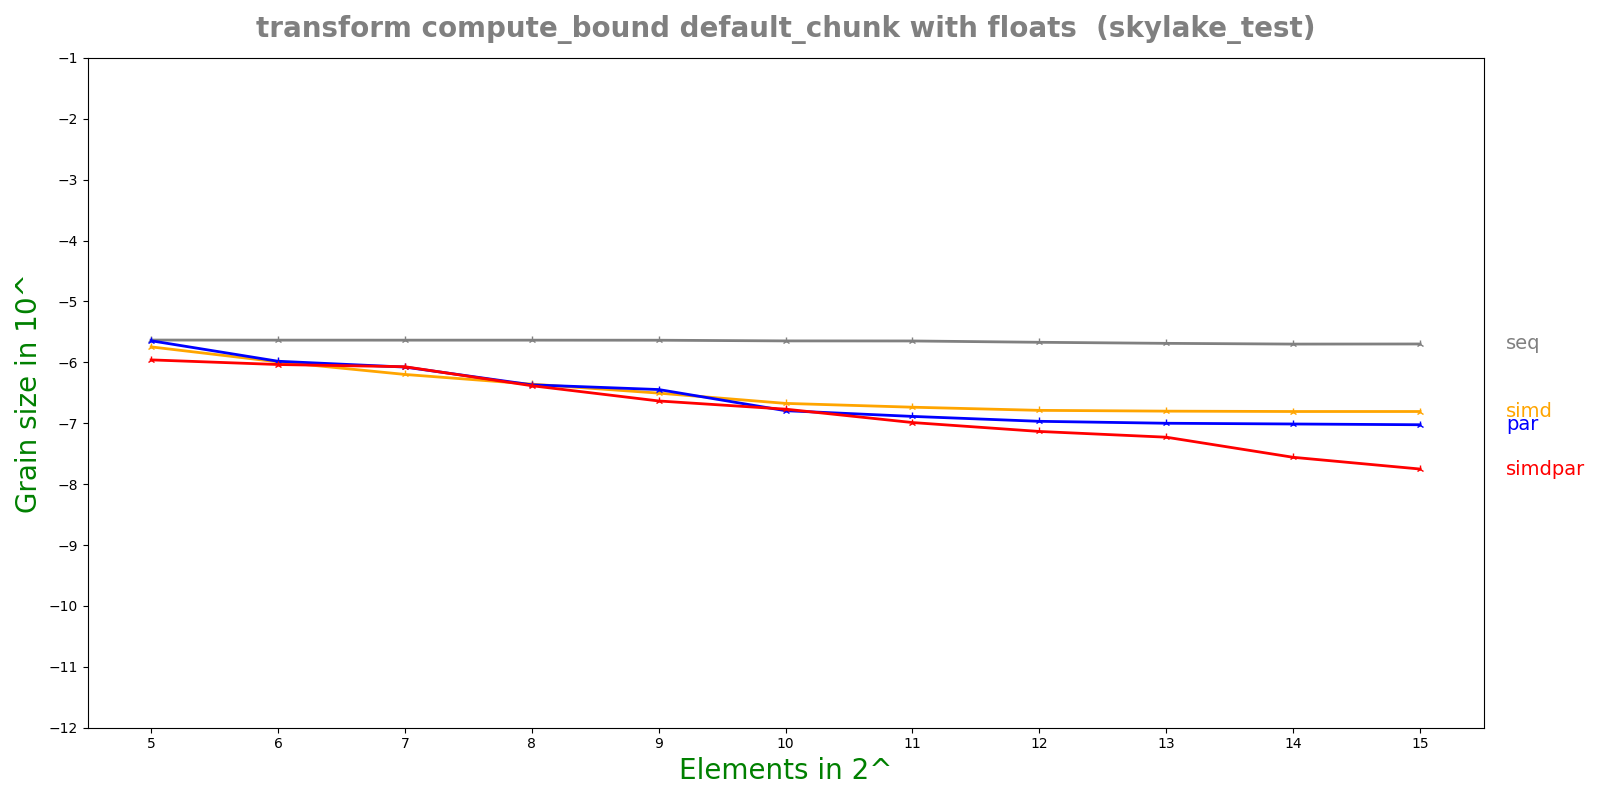 transform compute_bound default_chunk with floats  (skylake_test)
Grain size in 10^
−1
−2
−3
−4
−5
−6
−7
−8
−9
−10
−11
−12
seq
simd
par
simdpar
5 6 7 8 9 10 11 12 13 14 15
Elements in 2^